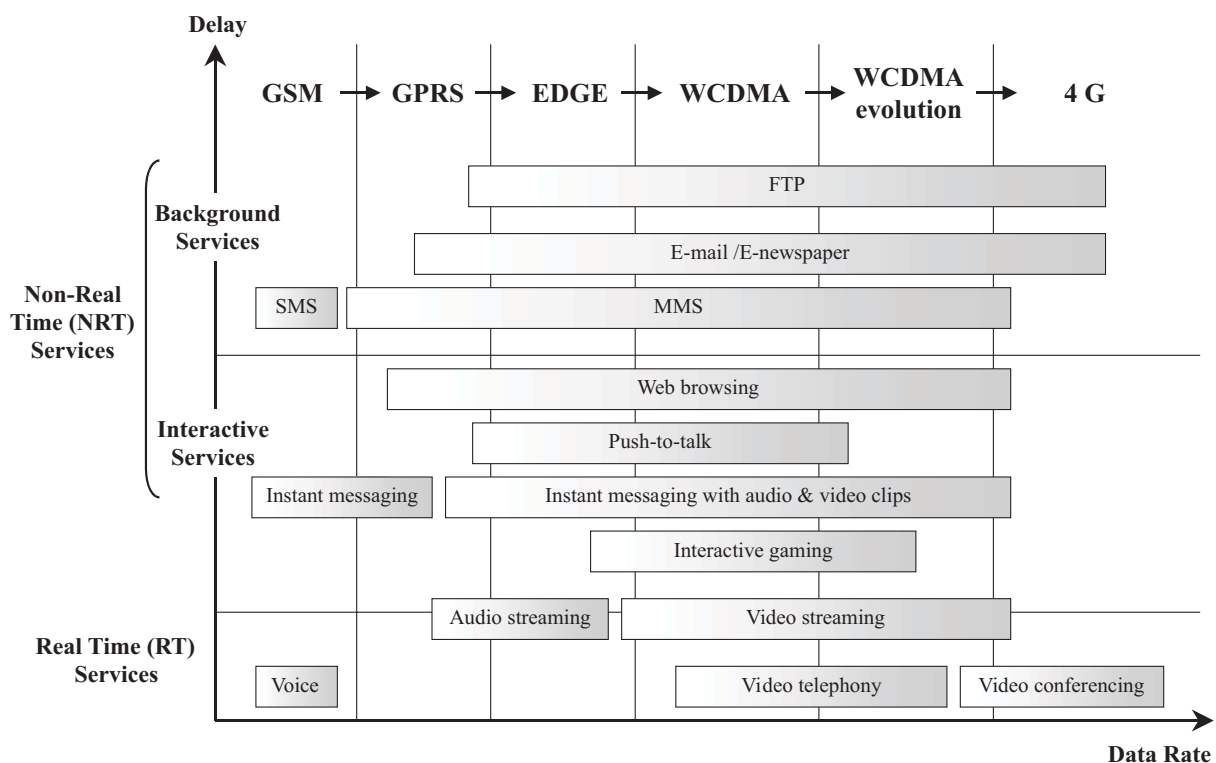 Delay
GSM
GPRS
EDGE
WCDMA
WCDMA
evolution
4 G
FTP
Background
Services
E-mail /E-newspaper
Non-Real
Time (NRT)
Services
SMS
MMS
Web browsing
Interactive
Services
Push-to-talk
Instant messaging
Instant messaging with audio & video clips
Interactive gaming
Audio streaming
Video streaming
Real Time (RT)
Services
Voice
Video telephony
Video conferencing
Data Rate